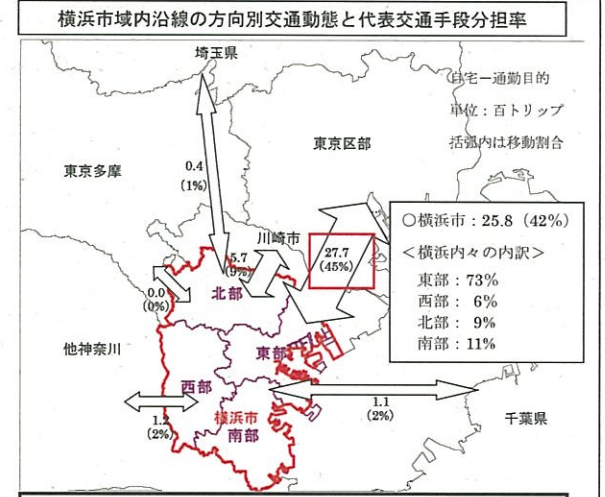 横浜市域内沿線の方向別交通動態と代表交通手段分担率
埼玉県
自宅ー通勤目的
単位：百トリップ
括弧内は移動割合
東京区部
東京多摩
0.4
(1%)
○横浜市：25.8（42%）
＜横浜内々の内訳＞
東部：73%
西部： 6%
北部： 9%
南部：11%
川崎市
5.7
(9%)
27.7
(45%)
0.0
(0%)
北部
東部
他神奈川
西部
横浜市
南部
1.2
(2%)
1.1
(2%)
千葉県